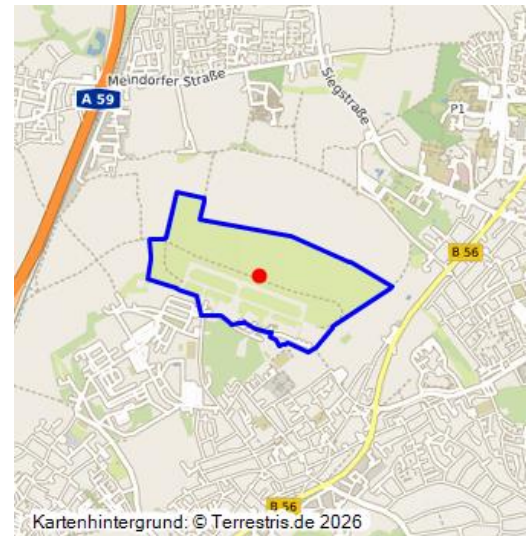 Meindorfer Straße
A 59
Siegstraße
P1
B 56
B 56
Kartenhintergrund: © Terrestris.de 2026